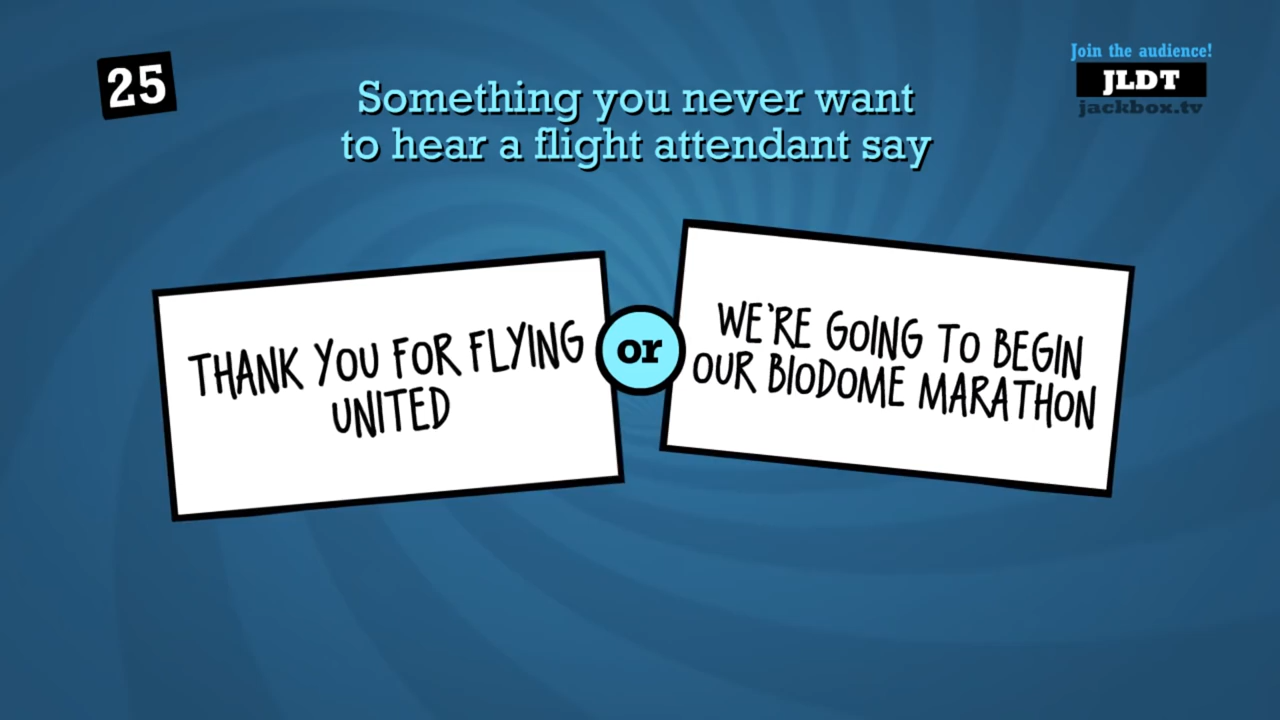 25
Join the audience!
JLDT
jackbox.tv
Something you never want
to hear a flight attendant say
THANK YOU FOR FLYING
UNITED
or
WE'RE GOING TO BEGIN
OUR BIODOME MARATHON